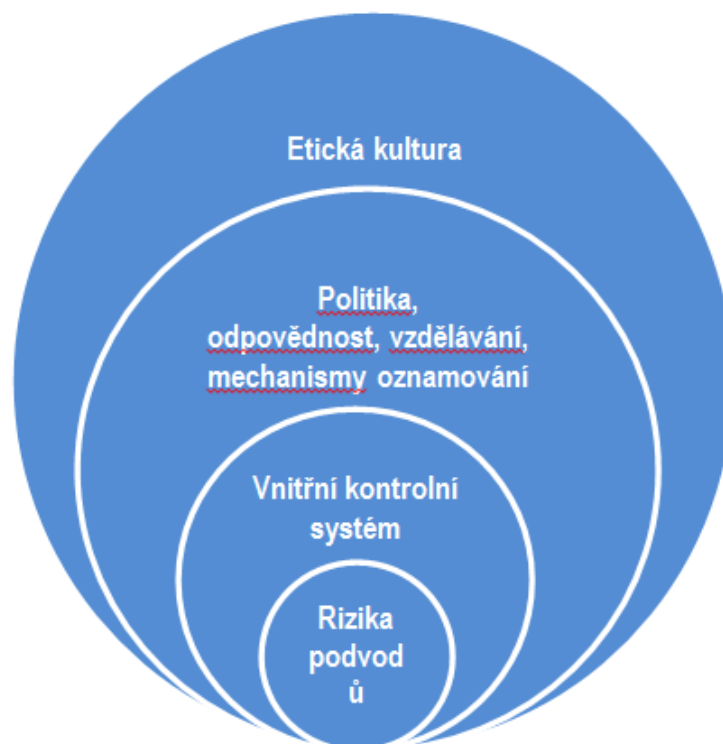 Etická kultura
Politika,
odpovědnost, vzdělávání,
mechanismy oznamování
Vnitřní kontrolní
systém
Rizika
podvod
ů